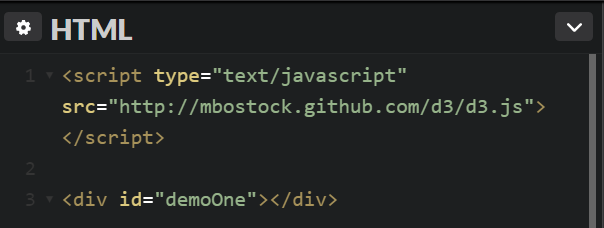 HTML
1 <script type="text/javascript"
src="http://mbostock.github.com/d3/d3.js">
</script>
2
3 <div id="demoOne"></div>